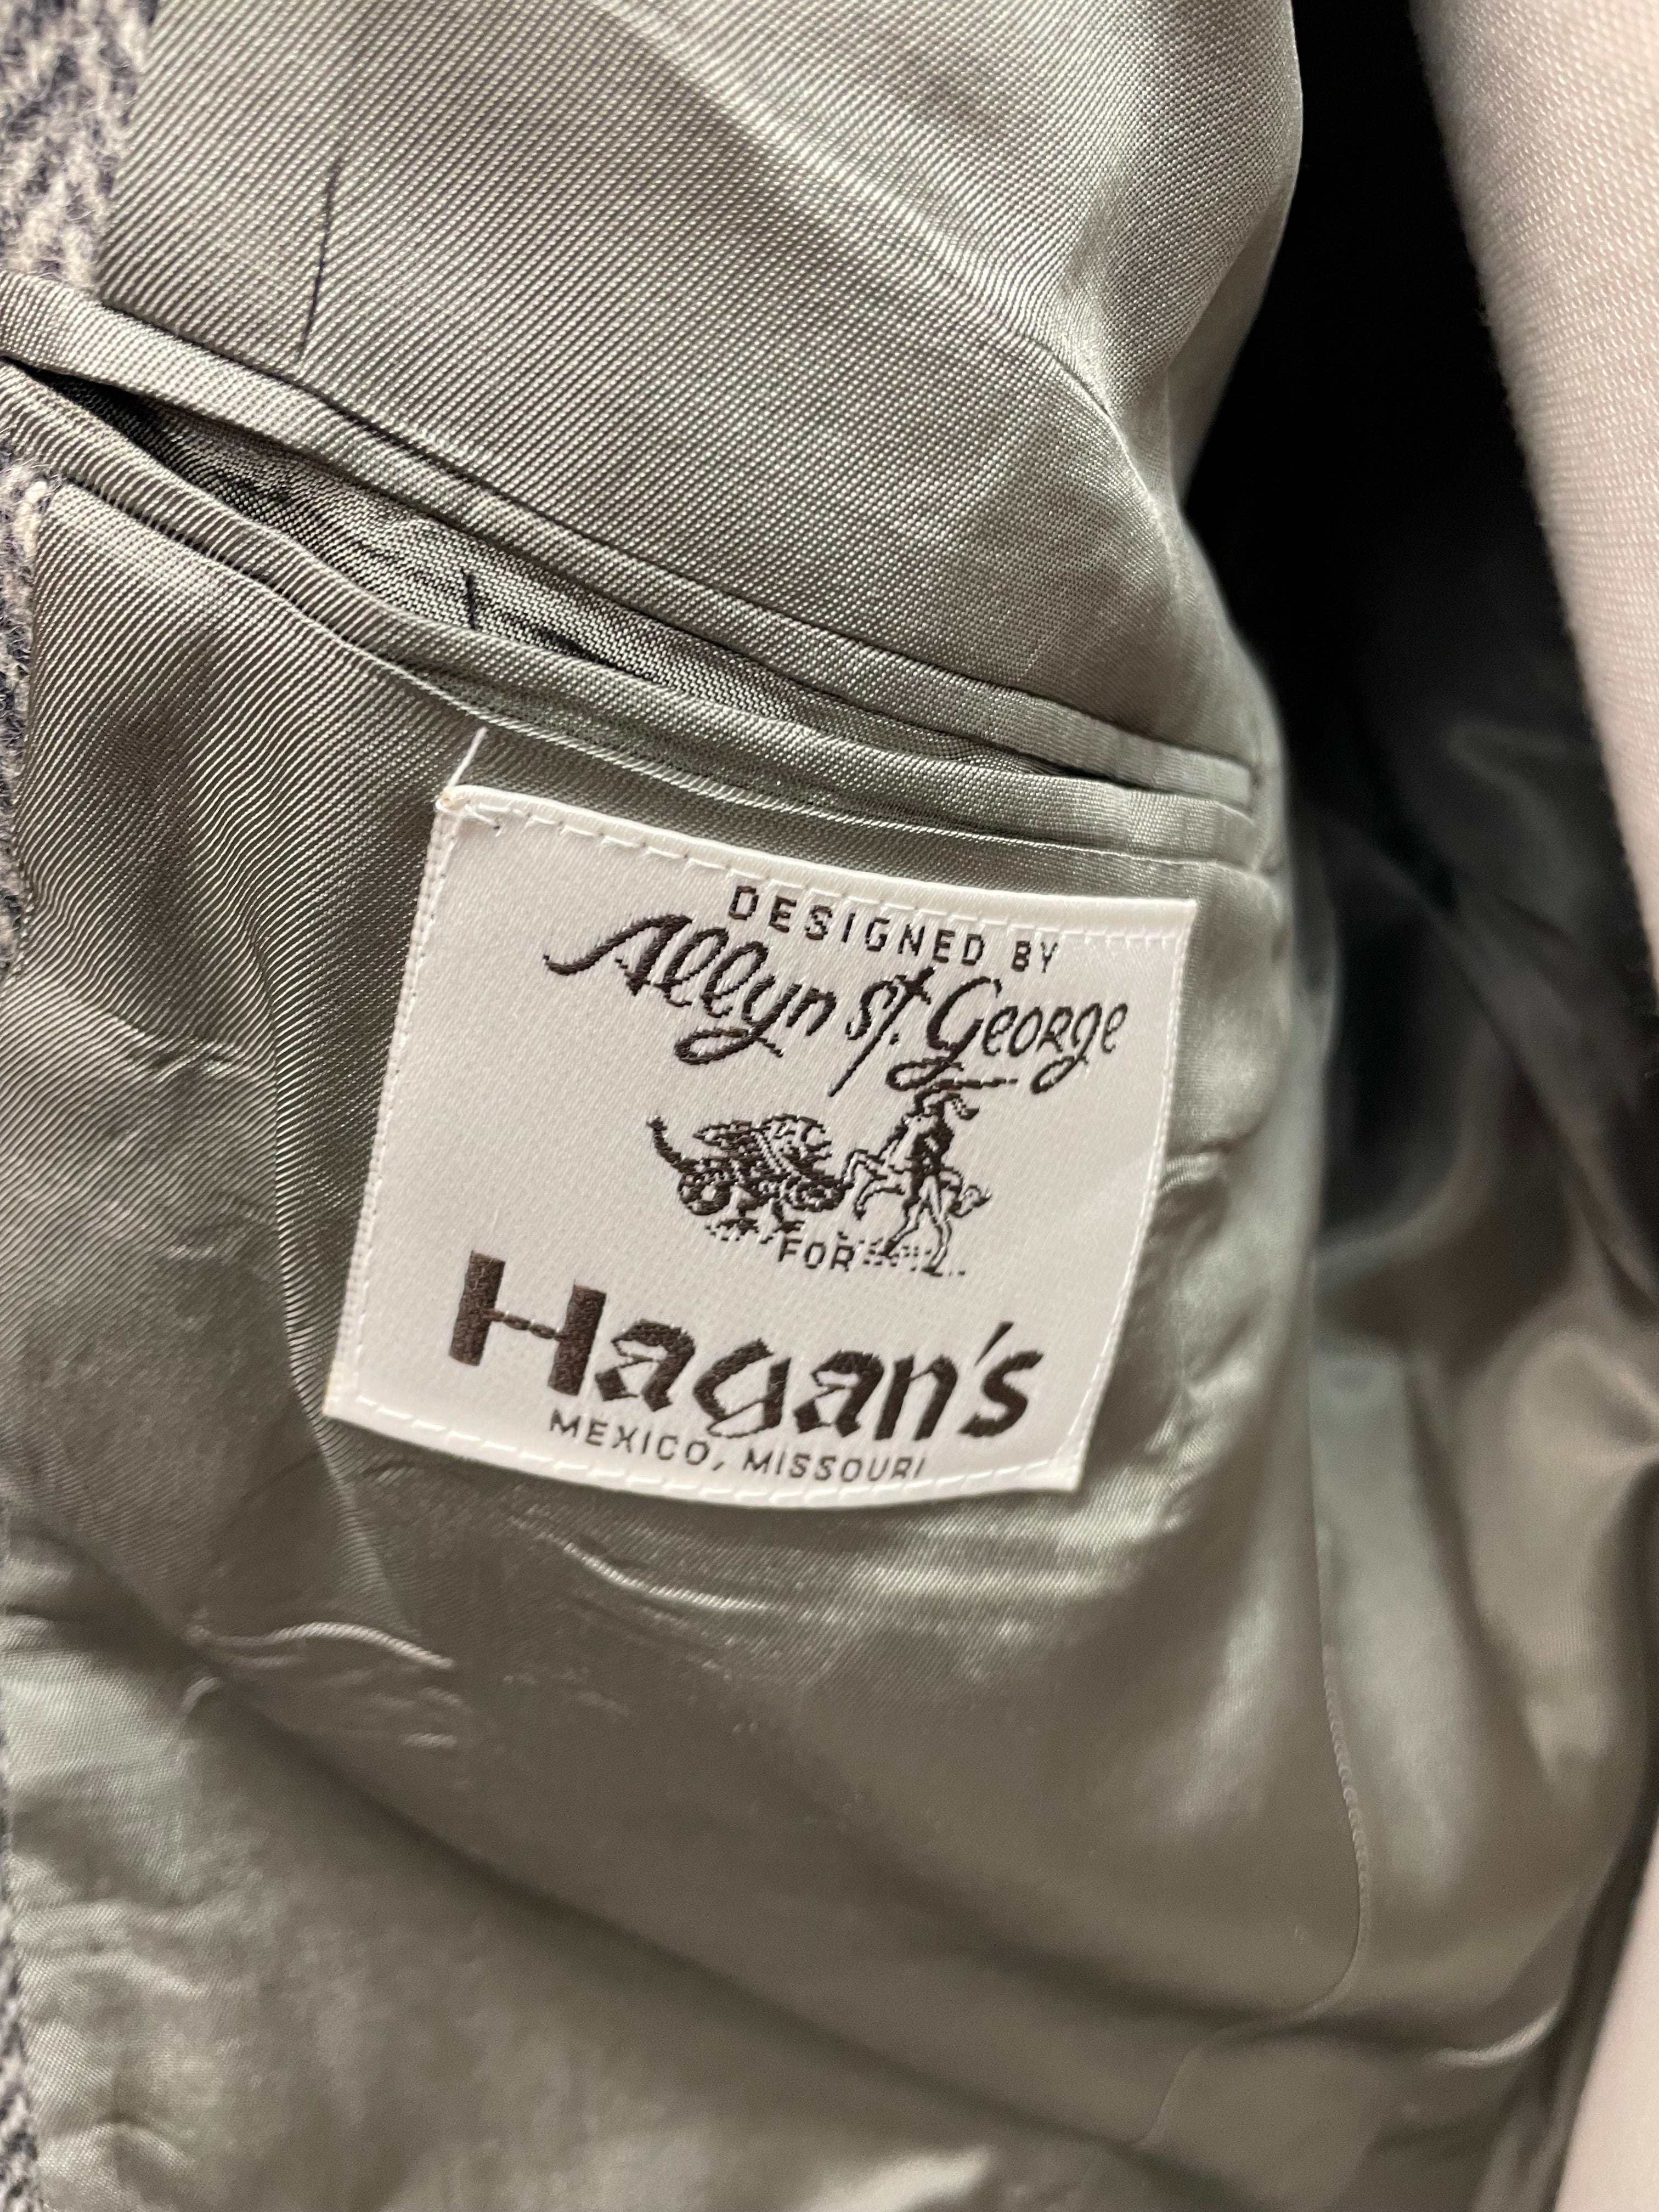 DESIGNED BY
Allyn St. George
FOR
Hagan's
MEXICO, MISSOURI